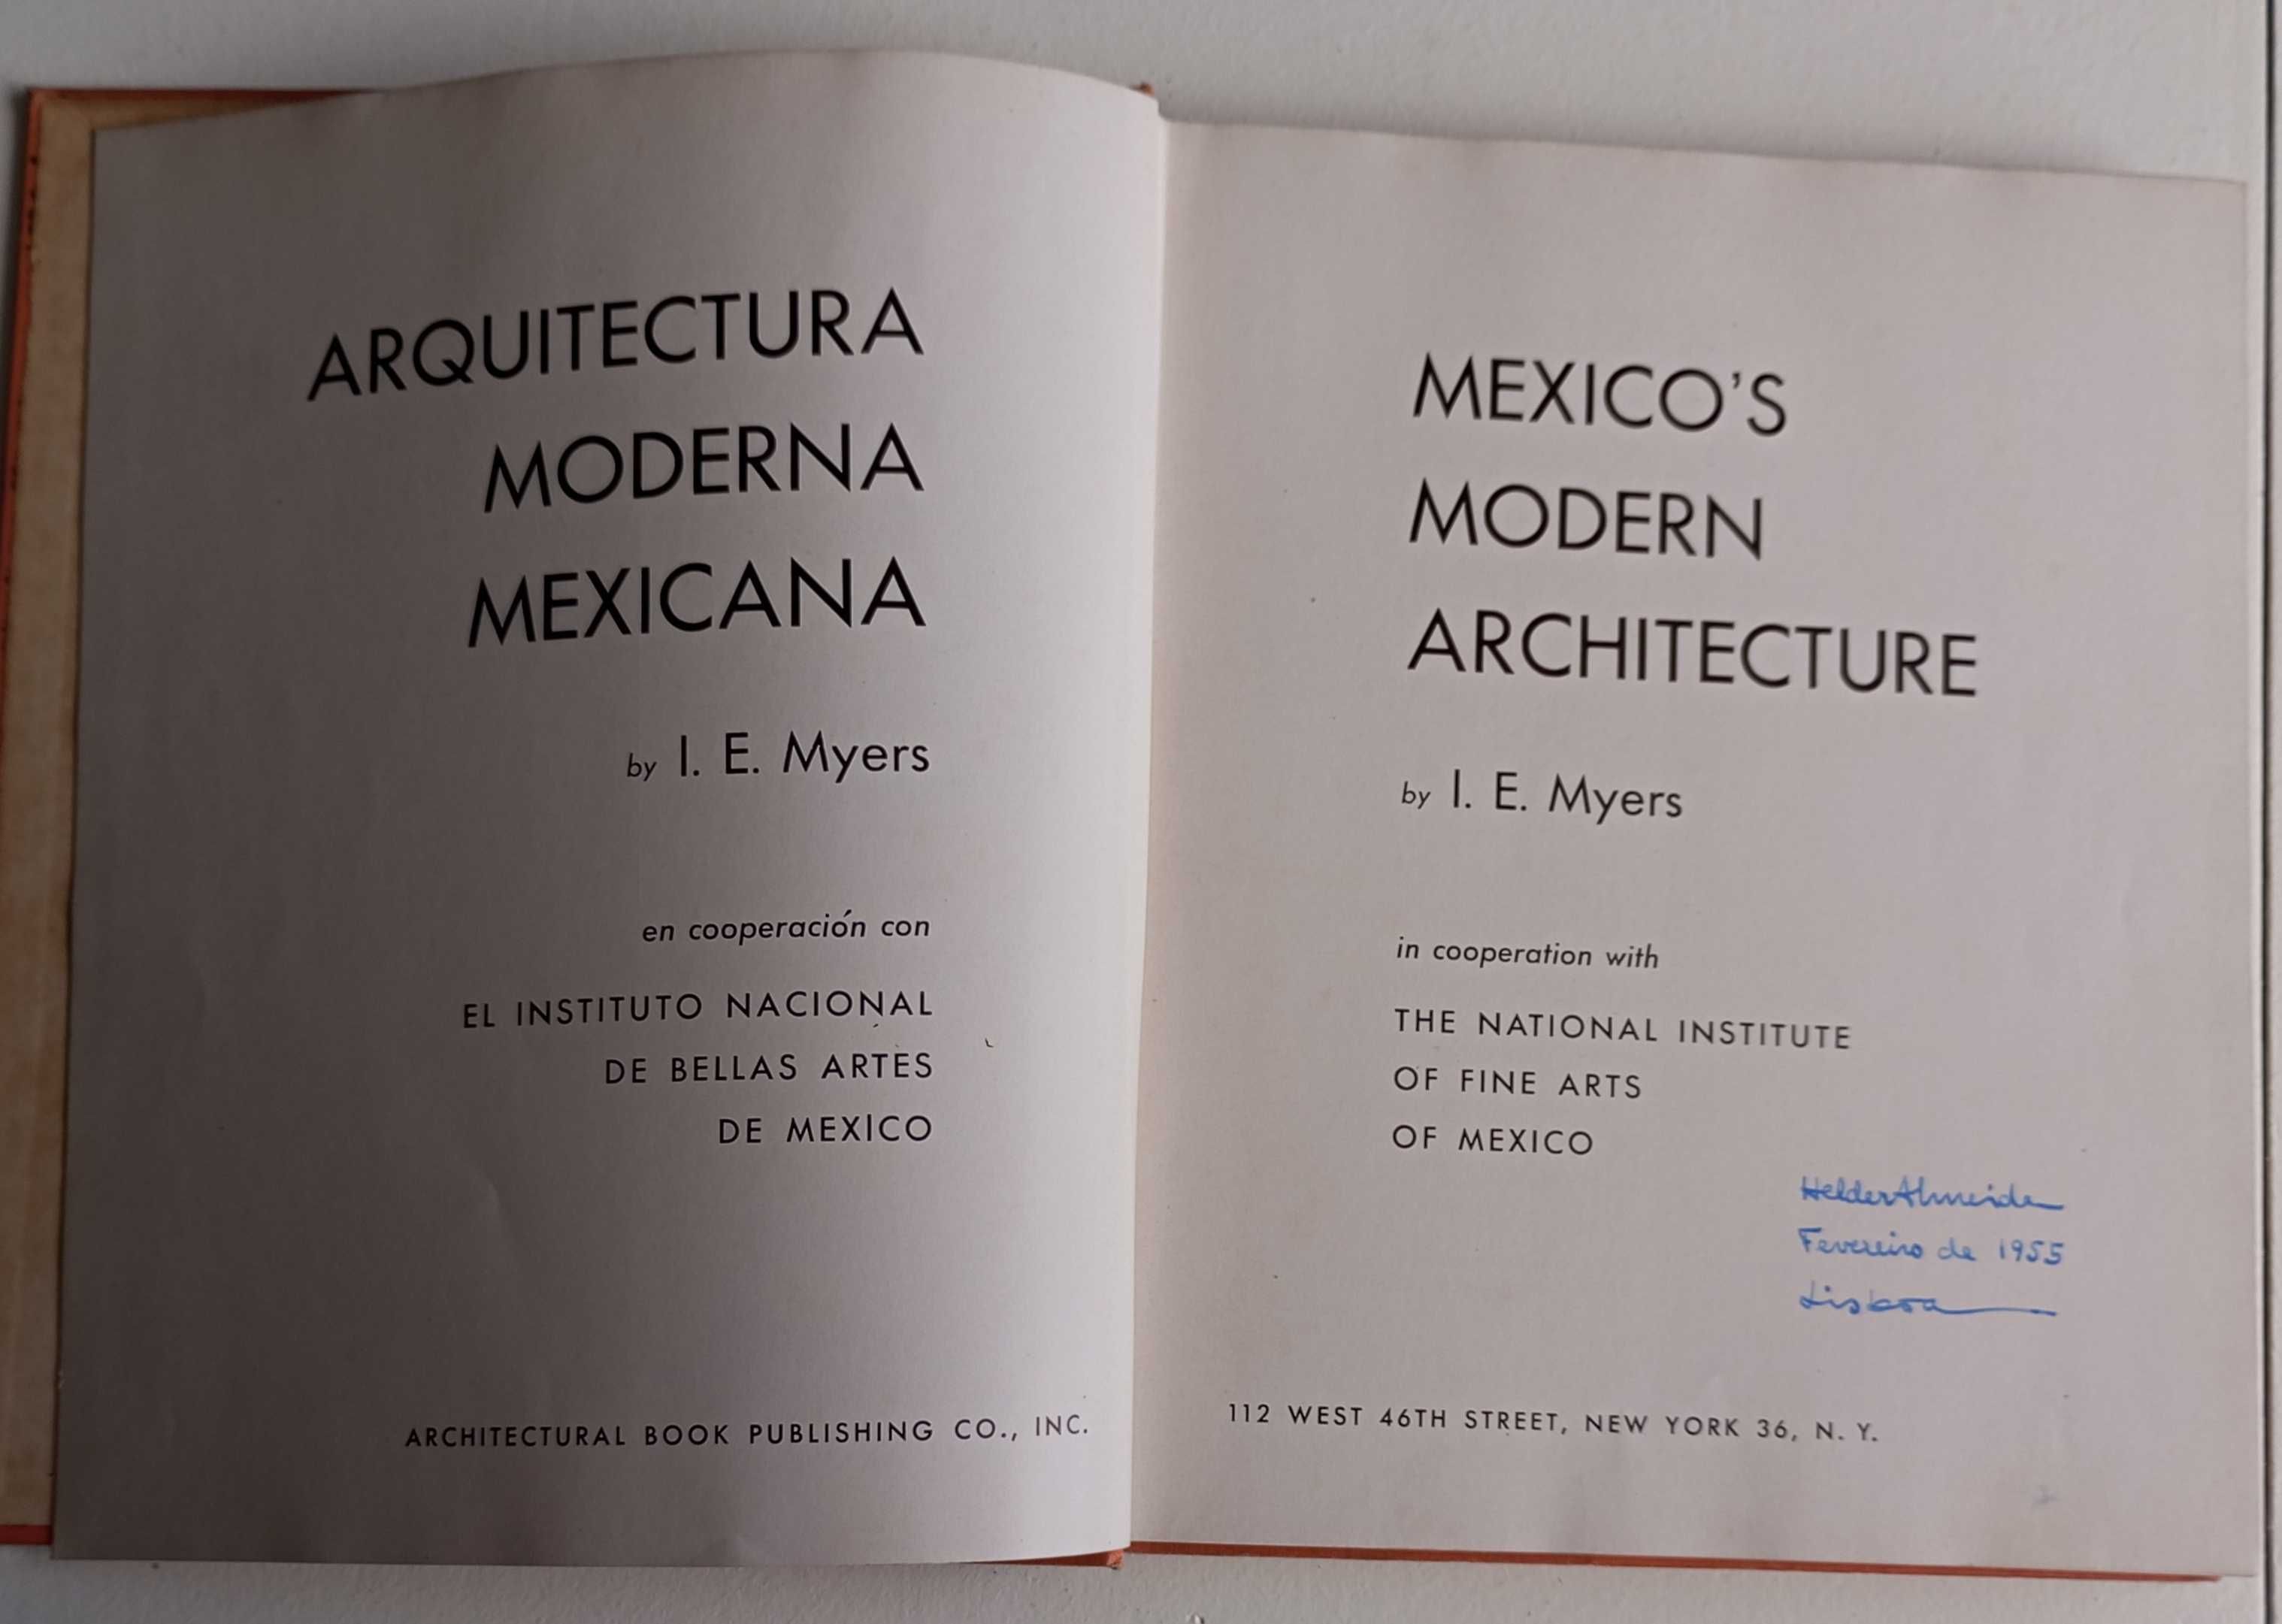 ARQUITECTURA
MODERNA
MEXICANA
by I. E. Myers
en cooperación con
EL INSTITUTO NACIONAL
DE BELLAS ARTES
DE MEXICO
ARCHITECTURAL BOOK PUBLISHING CO., INC.
MEXICO'S
MODERN
ARCHITECTURE
by I. E. Myers
in cooperation with
THE NATIONAL INSTITUTE
OF FINE ARTS
OF MEXICO
Helder Almeida
Fevereiro de 1955
Lisboa
112 WEST 46TH STREET, NEW YORK 36, N. Y.